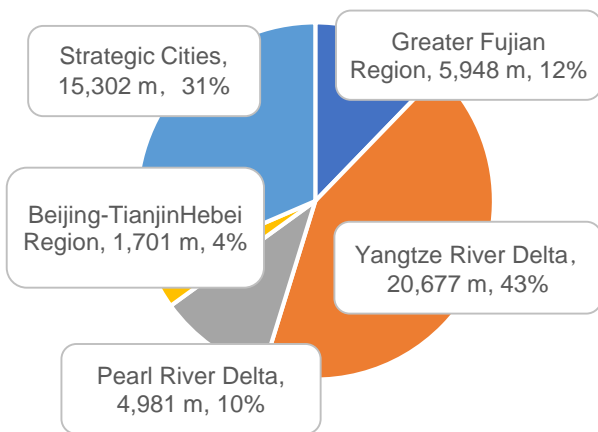 Strategic Cities,
15,302 m， 31%
Greater Fujian
Region, 5,948 m, 12%
Beijing-TianjinHebei
Region, 1,701 m, 4%
Yangtze River Delta，
20,677 m, 43%
Pearl River Delta,
4,981 m, 10%